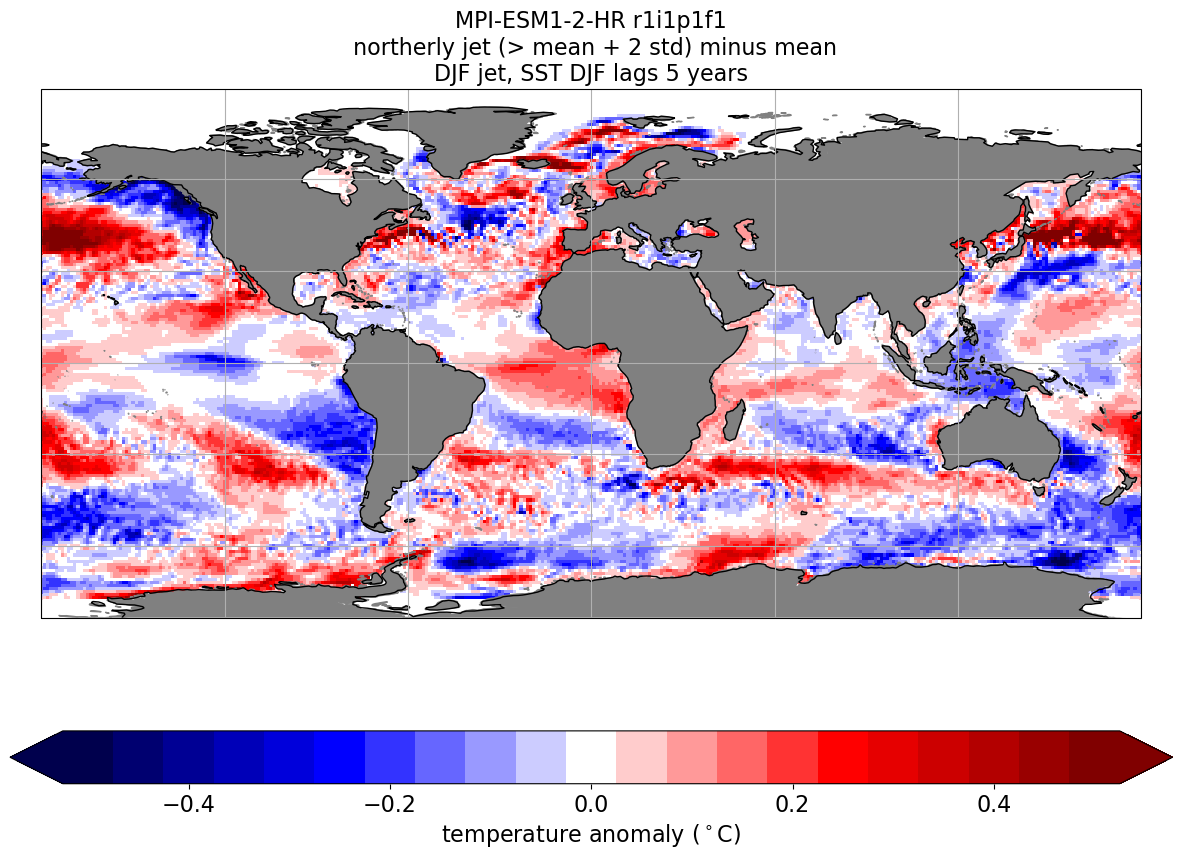 MPI-ESM1-2-HR r1i1p1f1
northerly jet (> mean + 2 std) minus mean
DJF jet, SST DJF lags 5 years
−0.4 −0.2 0.0 0.2 0.4
temperature anomaly (°C)